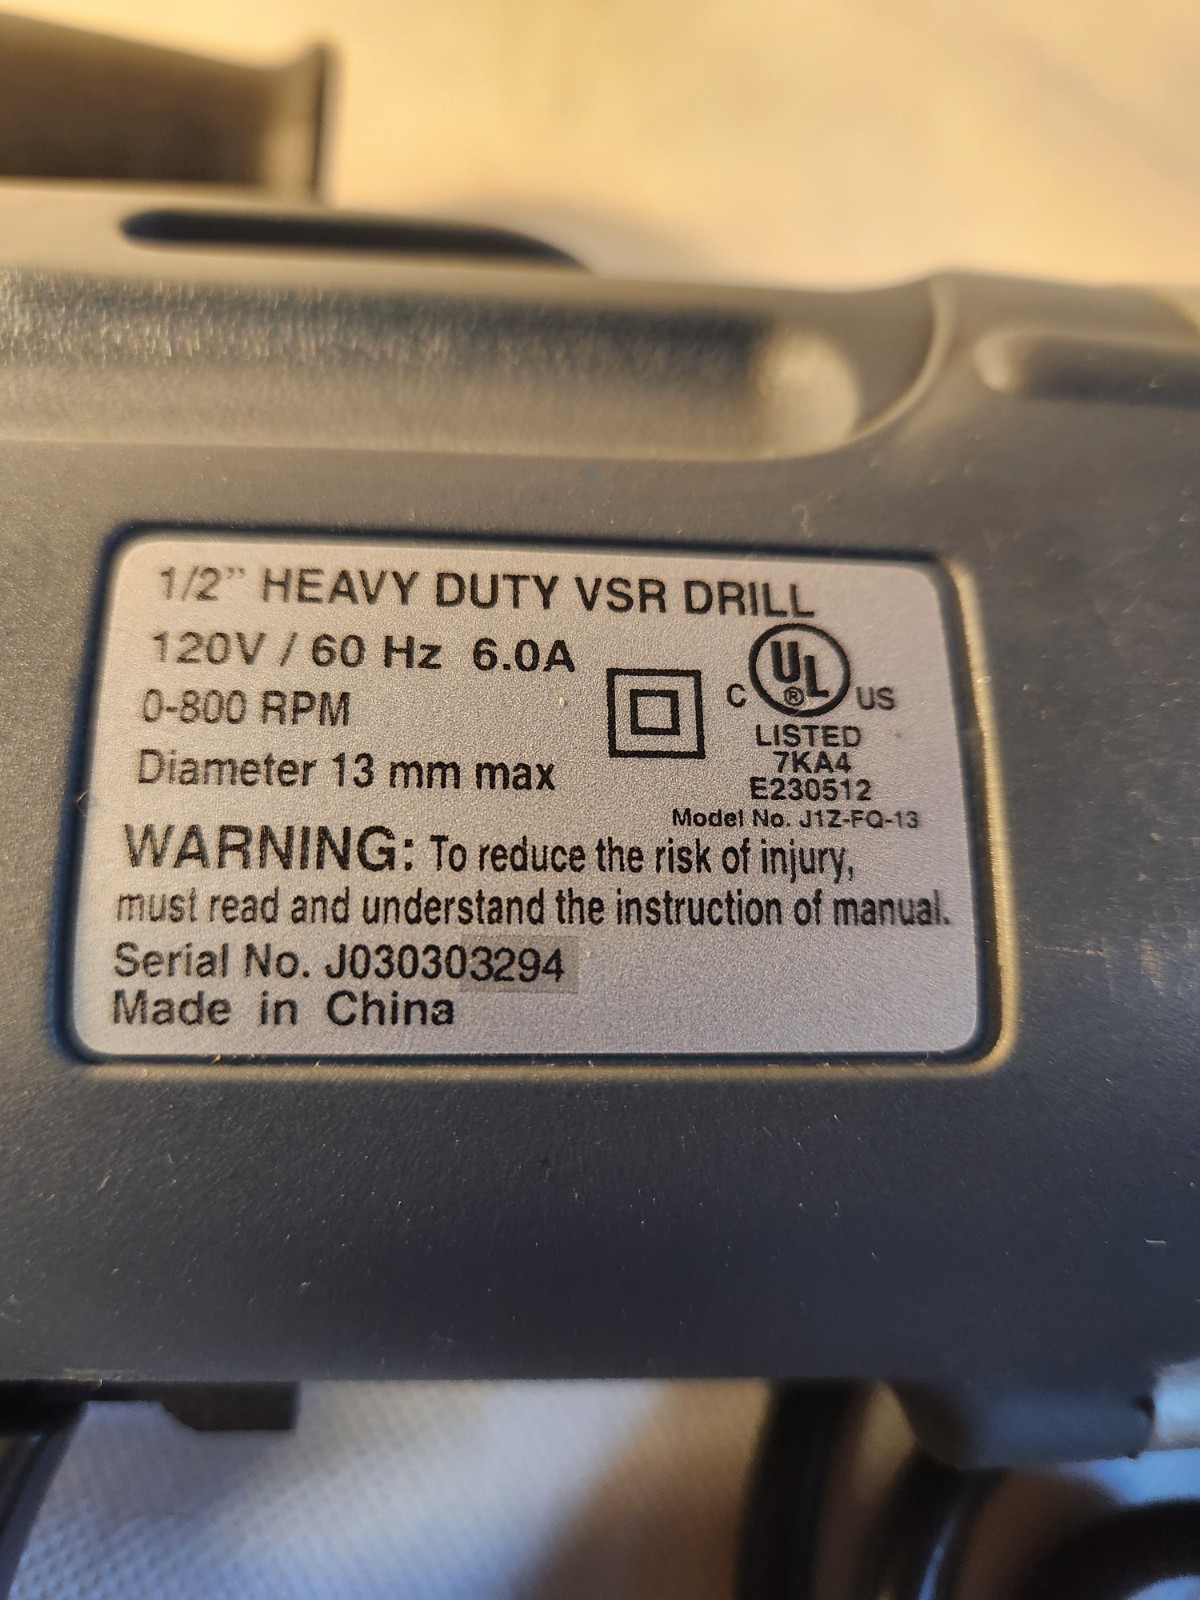 1/2” HEAVY DUTY VSR DRILL
120V / 60 Hz 6.0A
0-800 RPM
Diameter 13 mm max
C UL ® US
LISTED
7KA4
E230512
Model No. J1Z-FQ-13
WARNING: To reduce the risk of injury,
must read and understand the instruction of manual.
Serial No. J030303294
Made in China